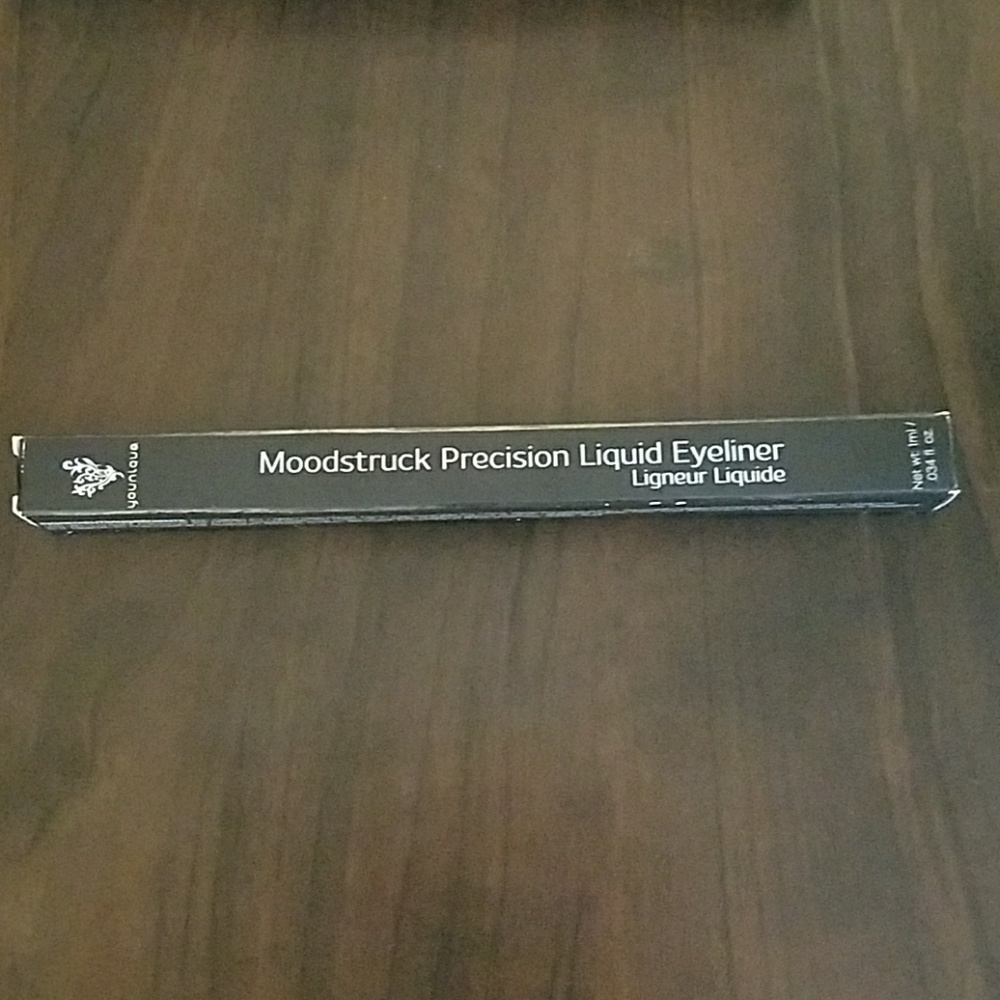 younique
Moodstruck Precision Liquid Eyeliner
Ligneur Liquide
Net wt. 1ml /
.034 fl. oz.